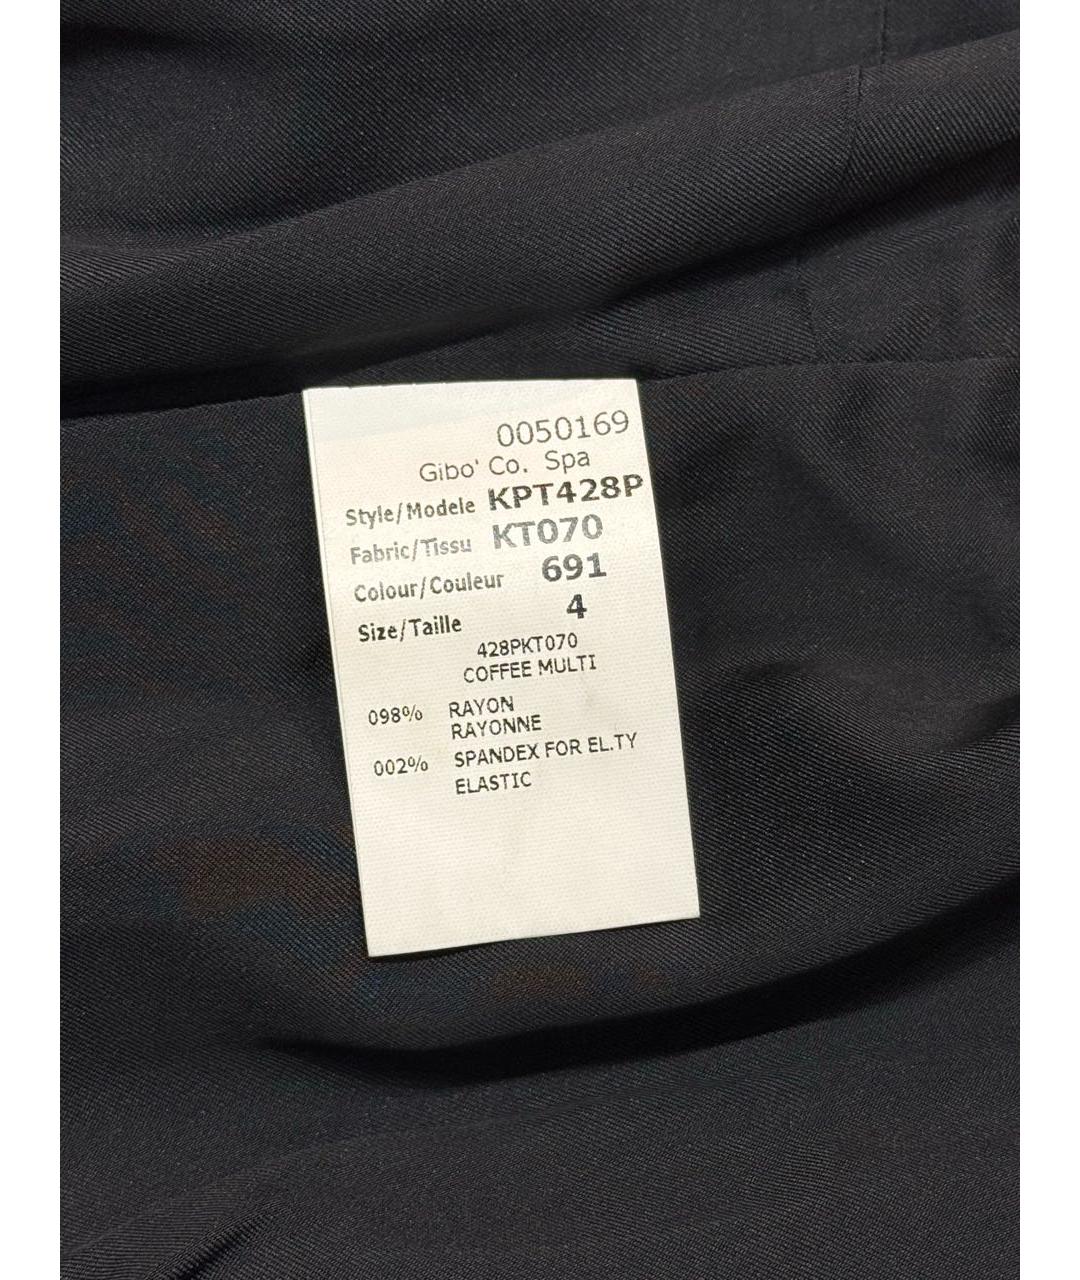 0050169
Gibo' Co. Spa
Style/Modele KPT428P
Fabric/Tissu KT070
Colour/Couleur 691
Size/Taille 4
428PKT070
COFFEE MULTI
098% RAYON
RAYONNE
002% SPANDEX FOR EL.TY
ELASTIC